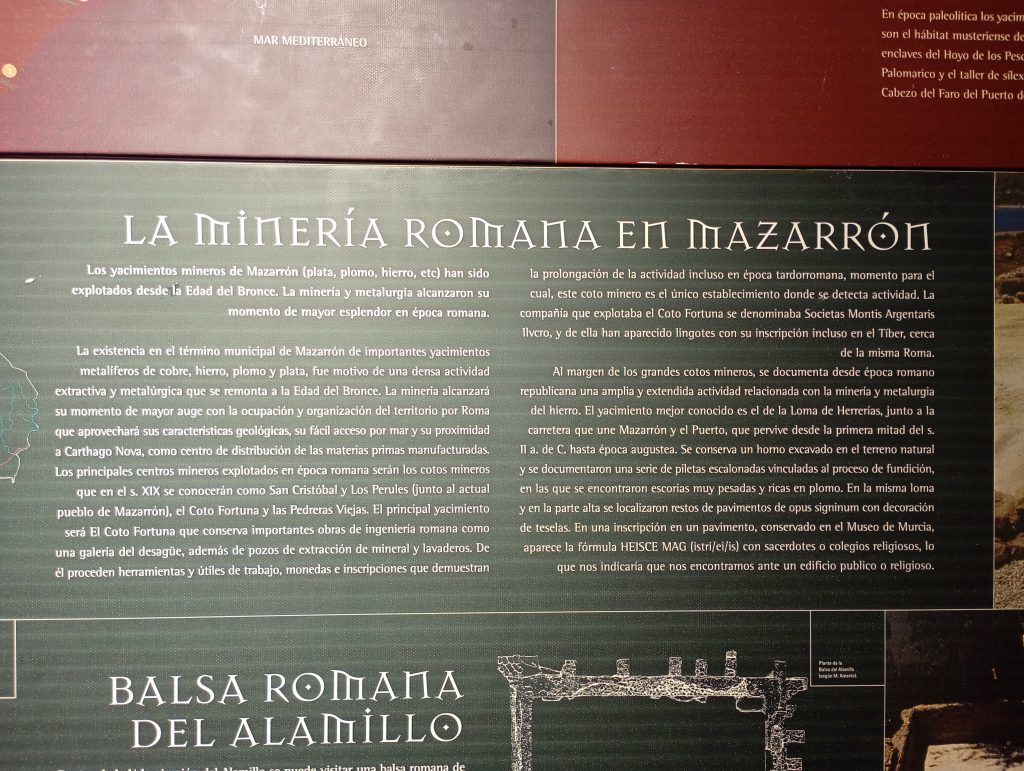 MAR MEDITERRÁNEO
En época paleolítica los
son el hábitat musteriense
enclaves del Hoyo de los
Palomarico y el taller de
Cabezo del Faro del Puerto
LA MINERÍA ROMANA EN MAZARRÓN
Los yacimientos mineros de Mazarrón (plata, plomo, hierro, etc) han sido
explotados desde la Edad del Bronce. La minería y metalurgia alcanzaron su
momento de mayor esplendor en época romana.
La existencia en el término municipal de Mazarrón de importantes yacimientos
metalíferos de cobre, hierro, plomo y plata, fue motivo de una densa actividad
extractiva y metalúrgica que se remonta a la Edad del Bronce. La minería alcanzará
su momento de mayor auge con la ocupación y organización del territorio por Roma
que aprovechará sus características geológicas, su fácil acceso por mar y su proximidad
a Carthago Nova, como centro de distribución de las materias primas manufacturadas.
Los principales centros mineros explotados en época romana serán los cotos mineros
que en el s. XIX se conocerán como San Cristóbal y Los Perules (junto al actual
pueblo de Mazarrón), el Coto Fortuna y las Pedreras Viejas. El principal yacimiento
será El Coto Fortuna que conserva importantes obras de ingeniería romana como
una galería del desagüe, además de pozos de extracción de mineral y lavaderos. De
él proceden herramientas y útiles de trabajo, monedas e inscripciones que demuestran
la prolongación de la actividad incluso en época tardorromana, momento para el
cual, este coto minero es el único establecimiento donde se detecta actividad. La
compañía que explotaba el Coto Fortuna se denominaba Societas Montis Argentaris
Ilvcro, y de ella han aparecido lingotes con su inscripción incluso en el Tíber, cerca
de la misma Roma.
Al margen de los grandes cotos mineros, se documenta desde época romano
republicana una amplia y extendida actividad relacionada con la minería y metalurgia
del hierro. El yacimiento mejor conocido es el de la Loma de Herrerías, junto a la
carretera que une Mazarrón y el Puerto, que pervive desde la primera mitad del s.
II a. de C. hasta época augustea. Se conserva un horno excavado en el terreno natural
y se documentaron una serie de piletas escalonadas vinculadas al proceso de fundición,
en las que se encontraron escorias muy pesadas y ricas en plomo. En la misma loma
y en la parte alta se localizaron restos de pavimentos de opus signinum con decoración
de teselas. En una inscripción en un pavimento, conservado en el Museo de Murcia,
aparece la fórmula HEISCE MAG (istri/ei/is) con sacerdotes o colegios religiosos, lo
que nos indicaría que nos encontramos ante un edificio publico o religioso.
BALSA ROMANA
DEL ALAMILLO
Planta de la
Balsa del Alamillo
(según M. Amante).
del Alamillo se puede visitar una balsa romana de